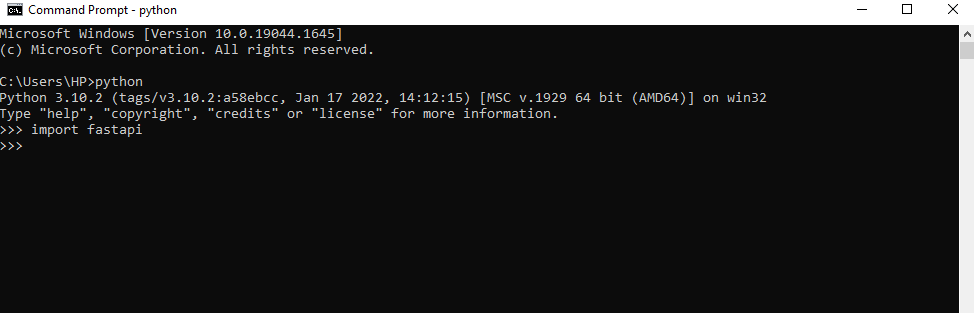 Command Prompt - python
Microsoft Windows [Version 10.0.19044.1645]
(c) Microsoft Corporation. All rights reserved.
C:\Users\HP>python
Python 3.10.2 (tags/v3.10.2:a58ebcc, Jan 17 2022, 14:12:15) [MSC v.1929 64 bit (AMD64)] on win32
Type "help", "copyright", "credits" or "license" for more information.
>>> import fastapi
>>>